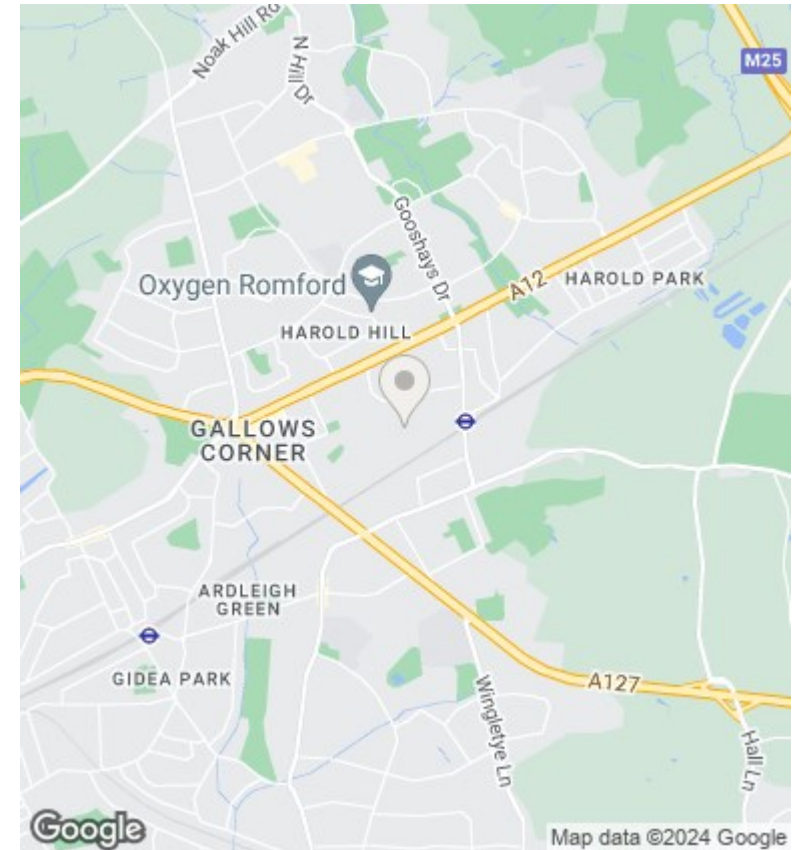 Noak Hill Rd
N Hill Dr
M25
Gooshays Dr
Oxygen Romford
A12
HAROLD PARK
HAROLD HILL
GALLOWS
CORNER
ARDLEIGH
GREEN
GIDEA PARK
A127
Wingletye Ln
Hall Ln
Google
Map data ©2024 Google